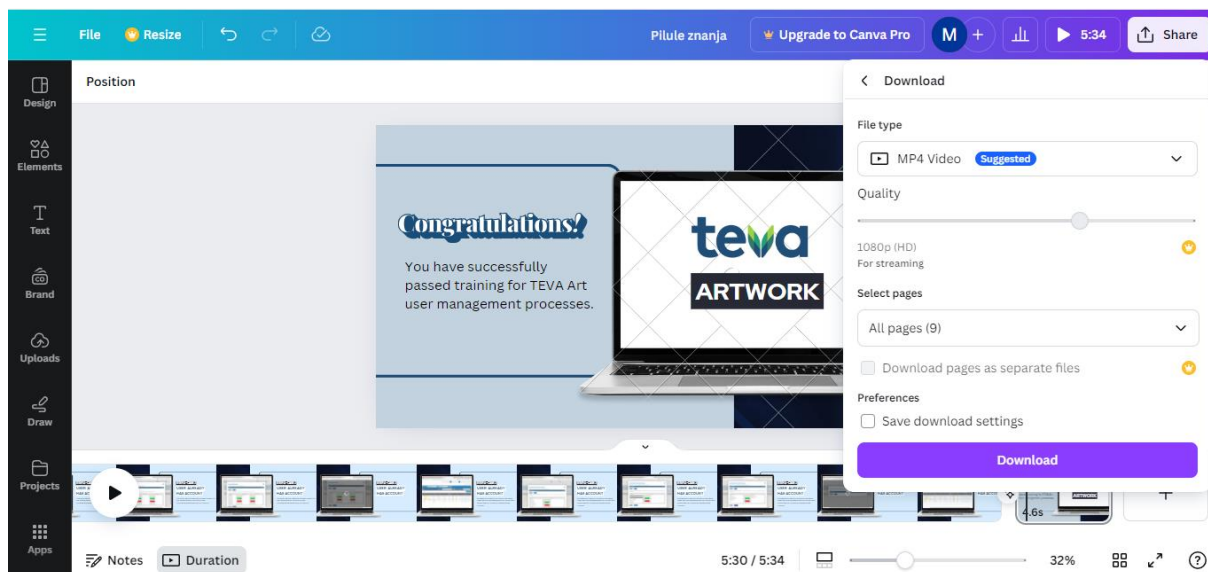 File Resize Pilule znanja Upgrade to Canva Pro M + 5:34 Share
Design
Elements
Text
Brand
CO
Uploads
Draw
Projects
Apps
Position
Congratulations!
You have successfully
passed training for TEVA Art
user management processes.
teva
ARTWORK
Download
File type
MP4 Video Suggested
Quality
1080p (HD)
For streaming
Select pages
All pages (9)
Download pages as separate files
Preferences
Save download settings
Download
4.6s
Notes Duration 5:30 / 5:34 32%